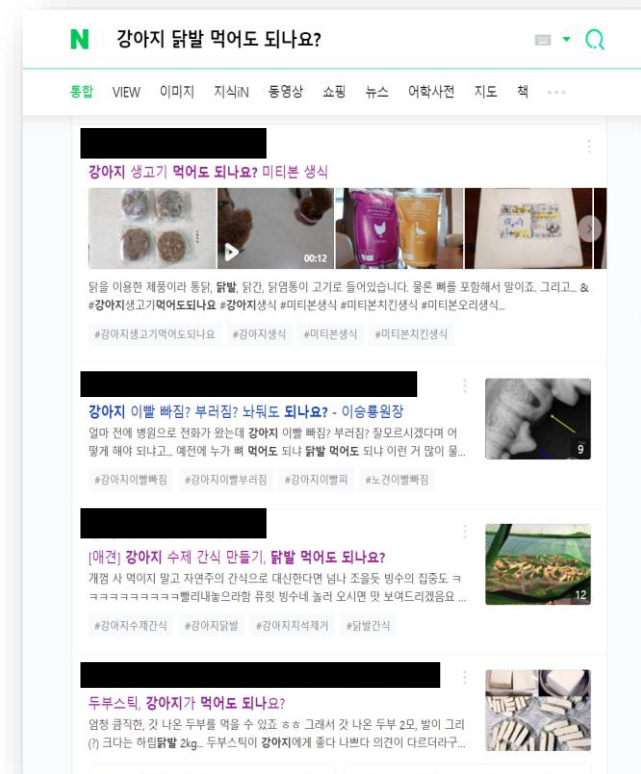 N 강아지 닭발 먹어도 되나요?
통합 VIEW 이미지 지식iN 동영상 쇼핑 뉴스 어학사전 지도 책
강아지 생고기 먹어도 되나요? 미티본 생식
00:12
닭을 이용한 제품이라 통닭, 닭발, 닭간, 닭염통이 고기로 들어있습니다. 물론 뼈를 포함해서 말이죠. 그리고... &
#강아지생고기먹어도되나요 #강아지생식 #미티본생식 #미티본치킨생식 #미티본오리생식...
#강아지생고기먹어도되나요 #강아지생식 #미티본생식 #미티본치킨생식
강아지 이빨 빠짐? 부러짐? 놔둬도 되나요? - 이승룡원장
얼마 전에 병원으로 전화가 왔는데 강아지 이빨 빠짐? 부러짐? 잘모르시겠다며 어
떻게 해야 되냐고... 예전에 누가 뼈 먹어도 되냐 닭발 먹어도 되냐 이런 거 많이 물...
9
#강아지이빨빠짐 #강아지이빨부러짐 #강아지이빨피 #노견이빨빠짐
[애견] 강아지 수제 간식 만들기, 닭발 먹어도 되나요?
개껌 사 먹이지 말고 자연주의 간식으로 대신한다면 넘나 조을듯 빙수의 집중도 ㅋ
ㅋㅋㅋㅋㅋㅋㅋㅋㅋ빨리내놓으라함 퓨힛 빙수네 놀러 오시면 맛 보여드리겠음요 ...
12
#강아지수제간식 #강아지닭발 #강아지치석제거 #닭발간식
두부스틱, 강아지가 먹어도 되나요?
엄청 큼직한, 갓 나온 두부를 먹을 수 있죠 ㅎㅎ 그래서 갓 나온 두부 2모, 발이 그리
(?) 크다는 하림닭발 2kg... 두부스틱이 강아지에게 좋다 나쁘다 의견이 다르더라구...